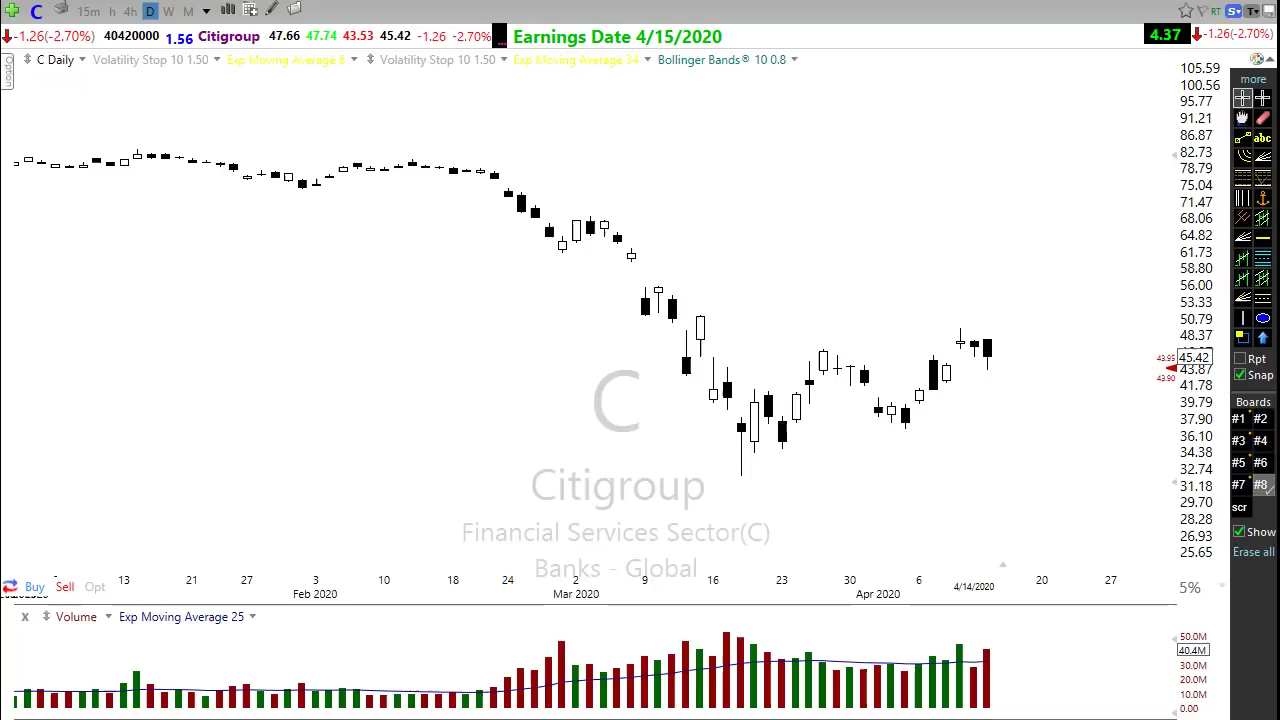 C 15m h 4h D W M RT S T
-1.26(-2.70%) 40420000 1.56 Citigroup 47.66 47.74 43.53 45.42 -1.26 -2.70% Earnings Date 4/15/2020 4.37 -1.26(-2.70%)
Option
C Daily Volatility Stop 10 1.50 Exp Moving Average 8 Volatility Stop 10 1.50 Exp Moving Average 34 Bollinger Bands® 10 0.8
105.59
100.56
95.77
91.21
86.87
82.73
78.79
75.04
71.47
68.06
64.82
61.73
58.80
56.00
53.33
50.79
48.37
43.95 45.42
43.87
43.90
41.78
39.79
37.90
36.10
34.38
32.74
31.18
29.70
28.28
26.93
25.65
C
Citigroup
Financial Services Sector(C)
Banks - Global
Buy Sell Opt
13 21 27 3 10 18 24 2 9 16 23 30 6 4/14/2020 20 27
Feb 2020 Mar 2020 Apr 2020
5%
x Volume Exp Moving Average 25
50.0M
40.4M
30.0M
20.0M
10.0M
0.00
more
abc
Rpt
Snap
Boards
#1 #2
#3 #4
#5 #6
#7 #8
scr
Show
Erase all